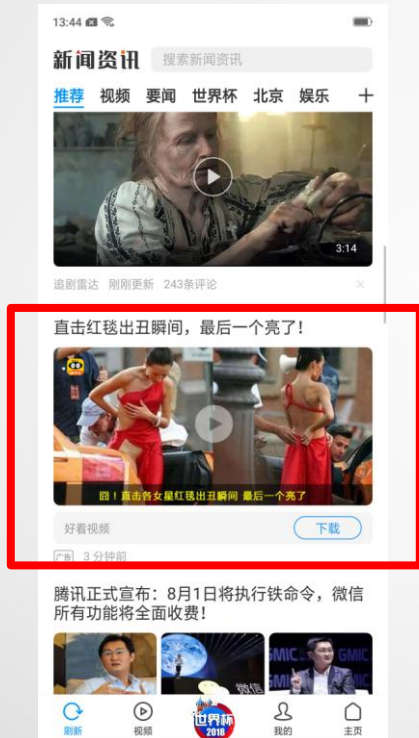 13:44
新闻资讯
搜索新闻资讯
推荐 视频 要闻 世界杯 北京 娱乐 +
3:14
追剧雷达 刚刚更新 243条评论 ×
直击红毯出丑瞬间，最后一个亮了！
囧！直击各女星红毯出丑瞬间 最后一个亮了
好看视频
下载
广告 3分钟前
腾讯正式宣布：8月1日将执行铁命令，微信
所有功能将全面收费！
微信
GMIC
刷新
视频
世界杯
2018
我的
主页